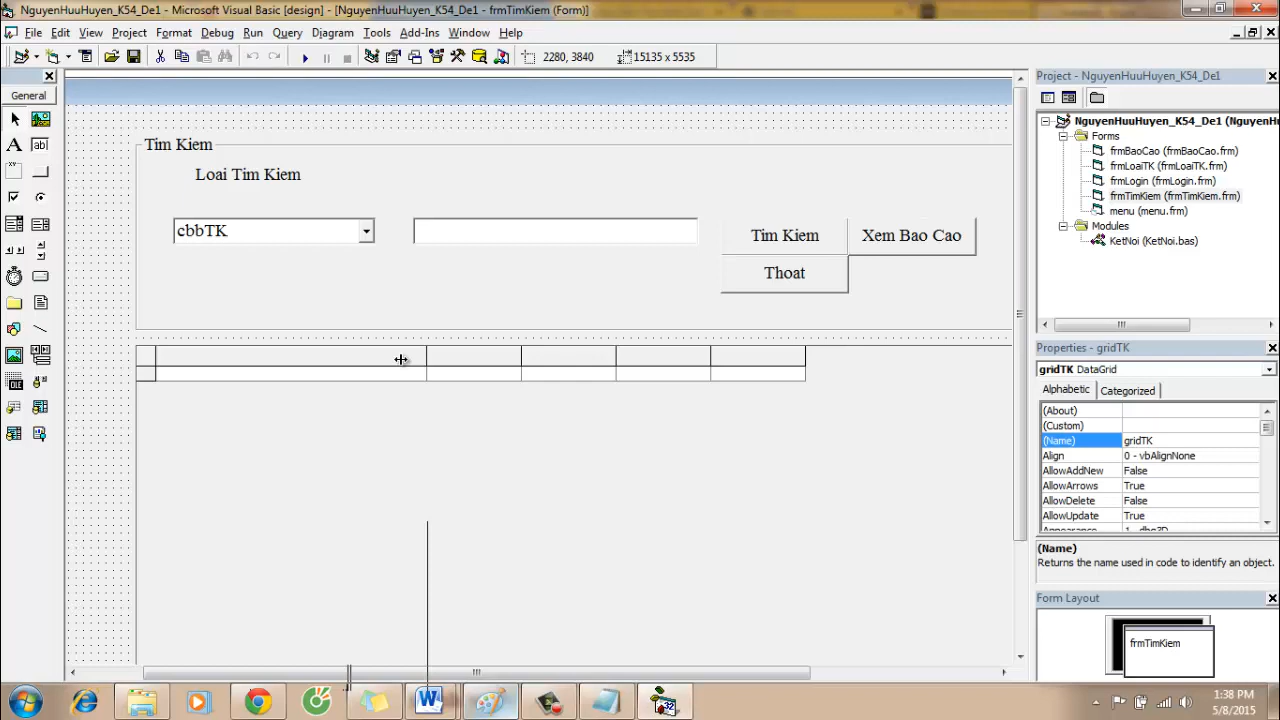 NguyenHuuHuyen_K54_De1 - Microsoft Visual Basic [design] - [NguyenHuuHuyen_K54_De1 - frmTimKiem (Form)]
File Edit View Project Format Debug Run Query Diagram Tools Add-Ins Window Help
2280, 3840 15135 x 5535
General
Tim Kiem
Loai Tim Kiem
cbbTK
Tim Kiem
Xem Bao Cao
Thoat
Project - NguyenHuuHuyen_K54_De1
NguyenHuuHuyen_K54_De1 (NguyenH
Forms
frmBaoCao (frmBaoCao.frm)
frmLoaiTK (frmLoaiTK.frm)
frmLogin (frmLogin.frm)
frmTimKiem (frmTimKiem.frm)
menu (menu.frm)
Modules
KetNoi (KetNoi.bas)
Properties - gridTK
gridTK DataGrid
Alphabetic Categorized
(About)
(Custom)
(Name) gridTK
Align 0 - vbAlignNone
AllowAddNew False
AllowArrows True
AllowDelete False
AllowUpdate True
Appearance 1 - dbg3D
(Name)
Returns the name used in code to identify an object.
Form Layout
frmTimKiem
1:38 PM
5/8/2015